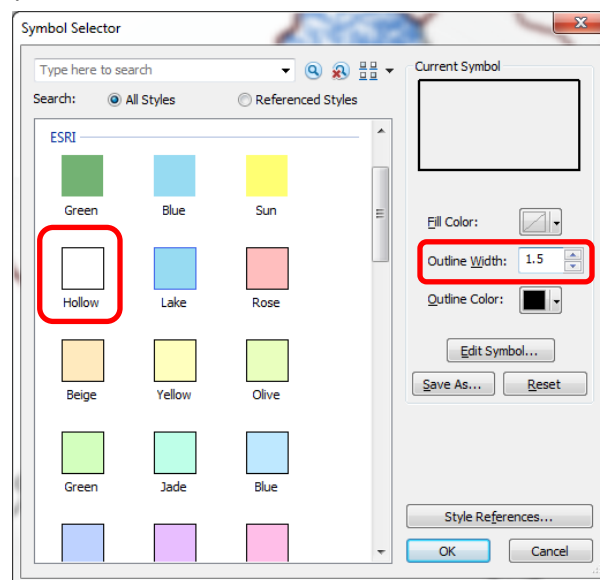 Symbol Selector
Type here to search
Search: All Styles Referenced Styles
ESRI
Green Blue Sun
Hollow Lake Rose
Beige Yellow Olive
Green Jade Blue
Current Symbol
Fill Color:
Outline Width: 1.5
Outline Color:
Edit Symbol...
Save As... Reset
Style References...
OK Cancel